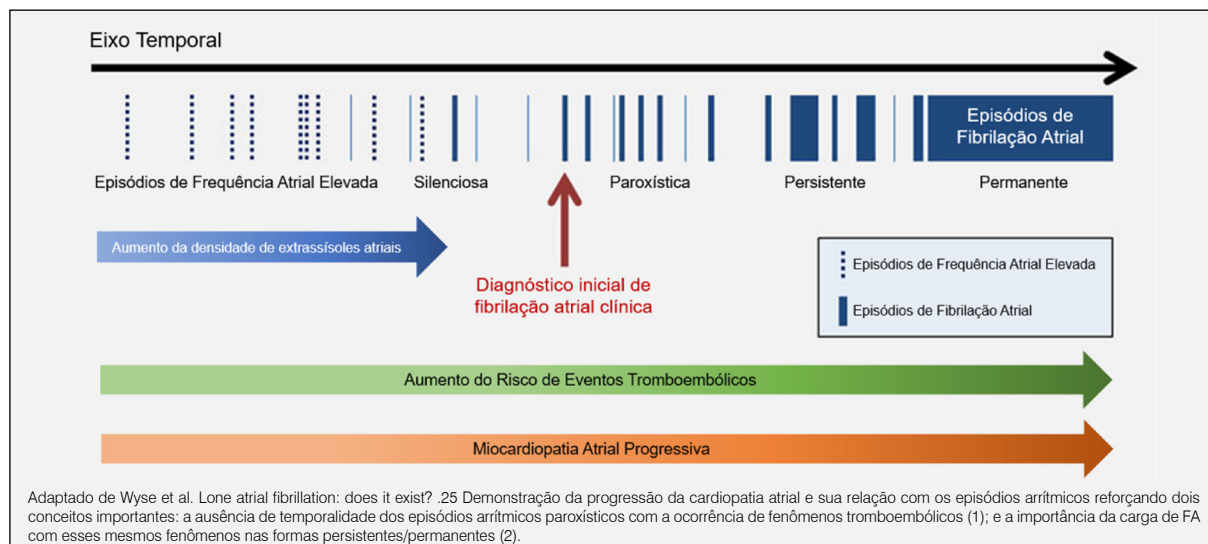 Eixo Temporal
Episódios de
Fibrilação Atrial
Episódios de Frequência Atrial Elevada
Silenciosa
Paroxística
Persistente
Permanente
Aumento da densidade de extrassísoles atriais
Diagnóstico inicial de
fibrilação atrial clínica
Episódios de Frequência Atrial Elevada
Episódios de Fibrilação Atrial
Aumento do Risco de Eventos Tromboembólicos
Miocardiopatia Atrial Progressiva
Adaptado de Wyse et al. Lone atrial fibrillation: does it exist? .25 Demonstração da progressão da cardiopatia atrial e sua relação com os episódios arrítmicos reforçando dois
conceitos importantes: a ausência de temporalidade dos episódios arrítmicos paroxísticos com a ocorrência de fenômenos tromboembólicos (1); e a importância da carga de FA
com esses mesmos fenômenos nas formas persistentes/permanentes (2).